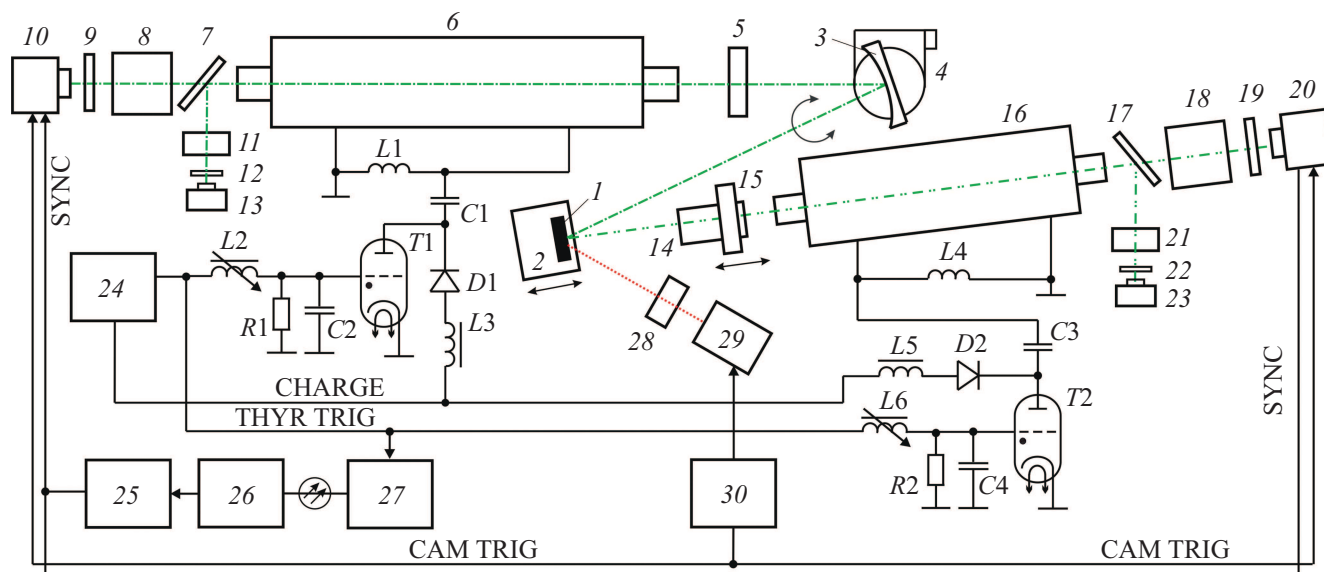 6
5
3
4
10
9
8
7
16
17
18
19
20
11
12
13
L1
C1
1
15
2
14
SYNC
L2
T1
D1
L3
24
R1
C2
28
29
L4
21
22
23
C3
L5
D2
CHARGE
THYR TRIG
L6
T2
SYNC
25
26
27
30
R2
C4
CAM TRIG
CAM TRIG